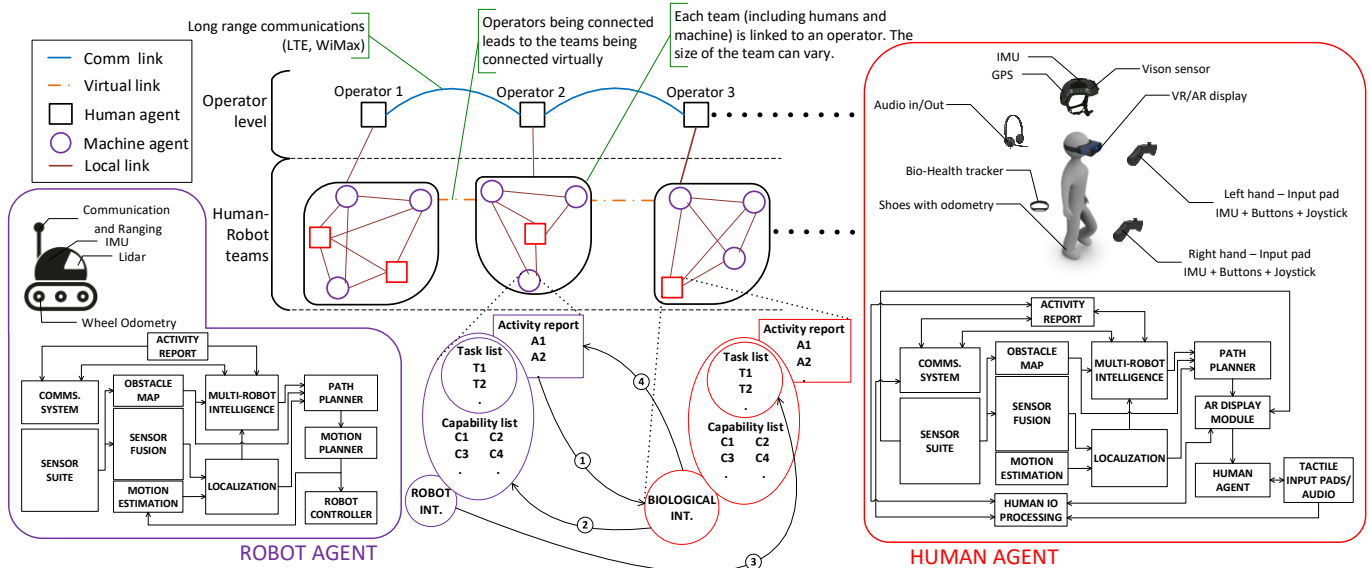 Long range communications
(LTE, WiMax)
Operators being connected
leads to the teams being
connected virtually
Each team (including humans and
machine) is linked to an operator. The
size of the team can vary.
Comm link
Virtual link
Human agent
Machine agent
Local link
Operator
level
Operator 1
Operator 2
Operator 3
Human-
Robot
teams
Communication
and Ranging
IMU
Lidar
Wheel Odometry
ACTIVITY
REPORT
COMMS.
SYSTEM
OBSTACLE
MAP
MULTI-ROBOT
INTELLIGENCE
PATH
PLANNER
SENSOR
FUSION
MOTION
PLANNER
SENSOR
SUITE
LOCALIZATION
MOTION
ESTIMATION
ROBOT
CONTROLLER
ROBOT AGENT
Activity report
A1
A2
.
Task list
T1
T2
.
Capability list
C1 C2
C3 C4
. .
ROBOT
INT.
1
2
3
4
BIOLOGICAL
INT.
Activity report
A1
A2
.
Task list
T1
T2
.
Capability list
C1 C2
C3 C4
. .
IMU
GPS
Vison sensor
VR/AR display
Audio in/Out
Bio-Health tracker
Shoes with odometry
Left hand – Input pad
IMU + Buttons + Joystick
Right hand – Input pad
IMU + Buttons + Joystick
ACTIVITY
REPORT
COMMS.
SYSTEM
OBSTACLE
MAP
MULTI-ROBOT
INTELLIGENCE
PATH
PLANNER
SENSOR
FUSION
AR DISPLAY
MODULE
SENSOR
SUITE
LOCALIZATION
MOTION
ESTIMATION
HUMAN
AGENT
TACTILE
INPUT PADS/
AUDIO
HUMAN IO
PROCESSING
HUMAN AGENT